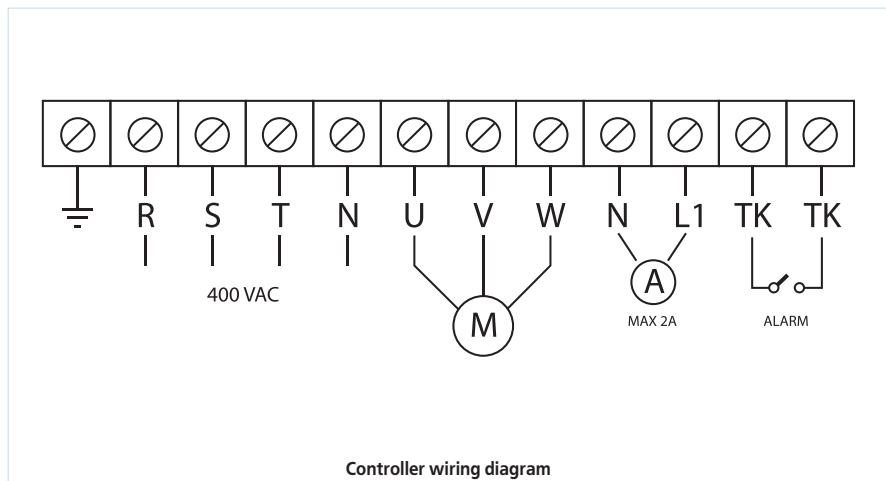 R S T N U V W N L1 TK TK
400 VAC
A
M
MAX 2A
ALARM
Controller wiring diagram